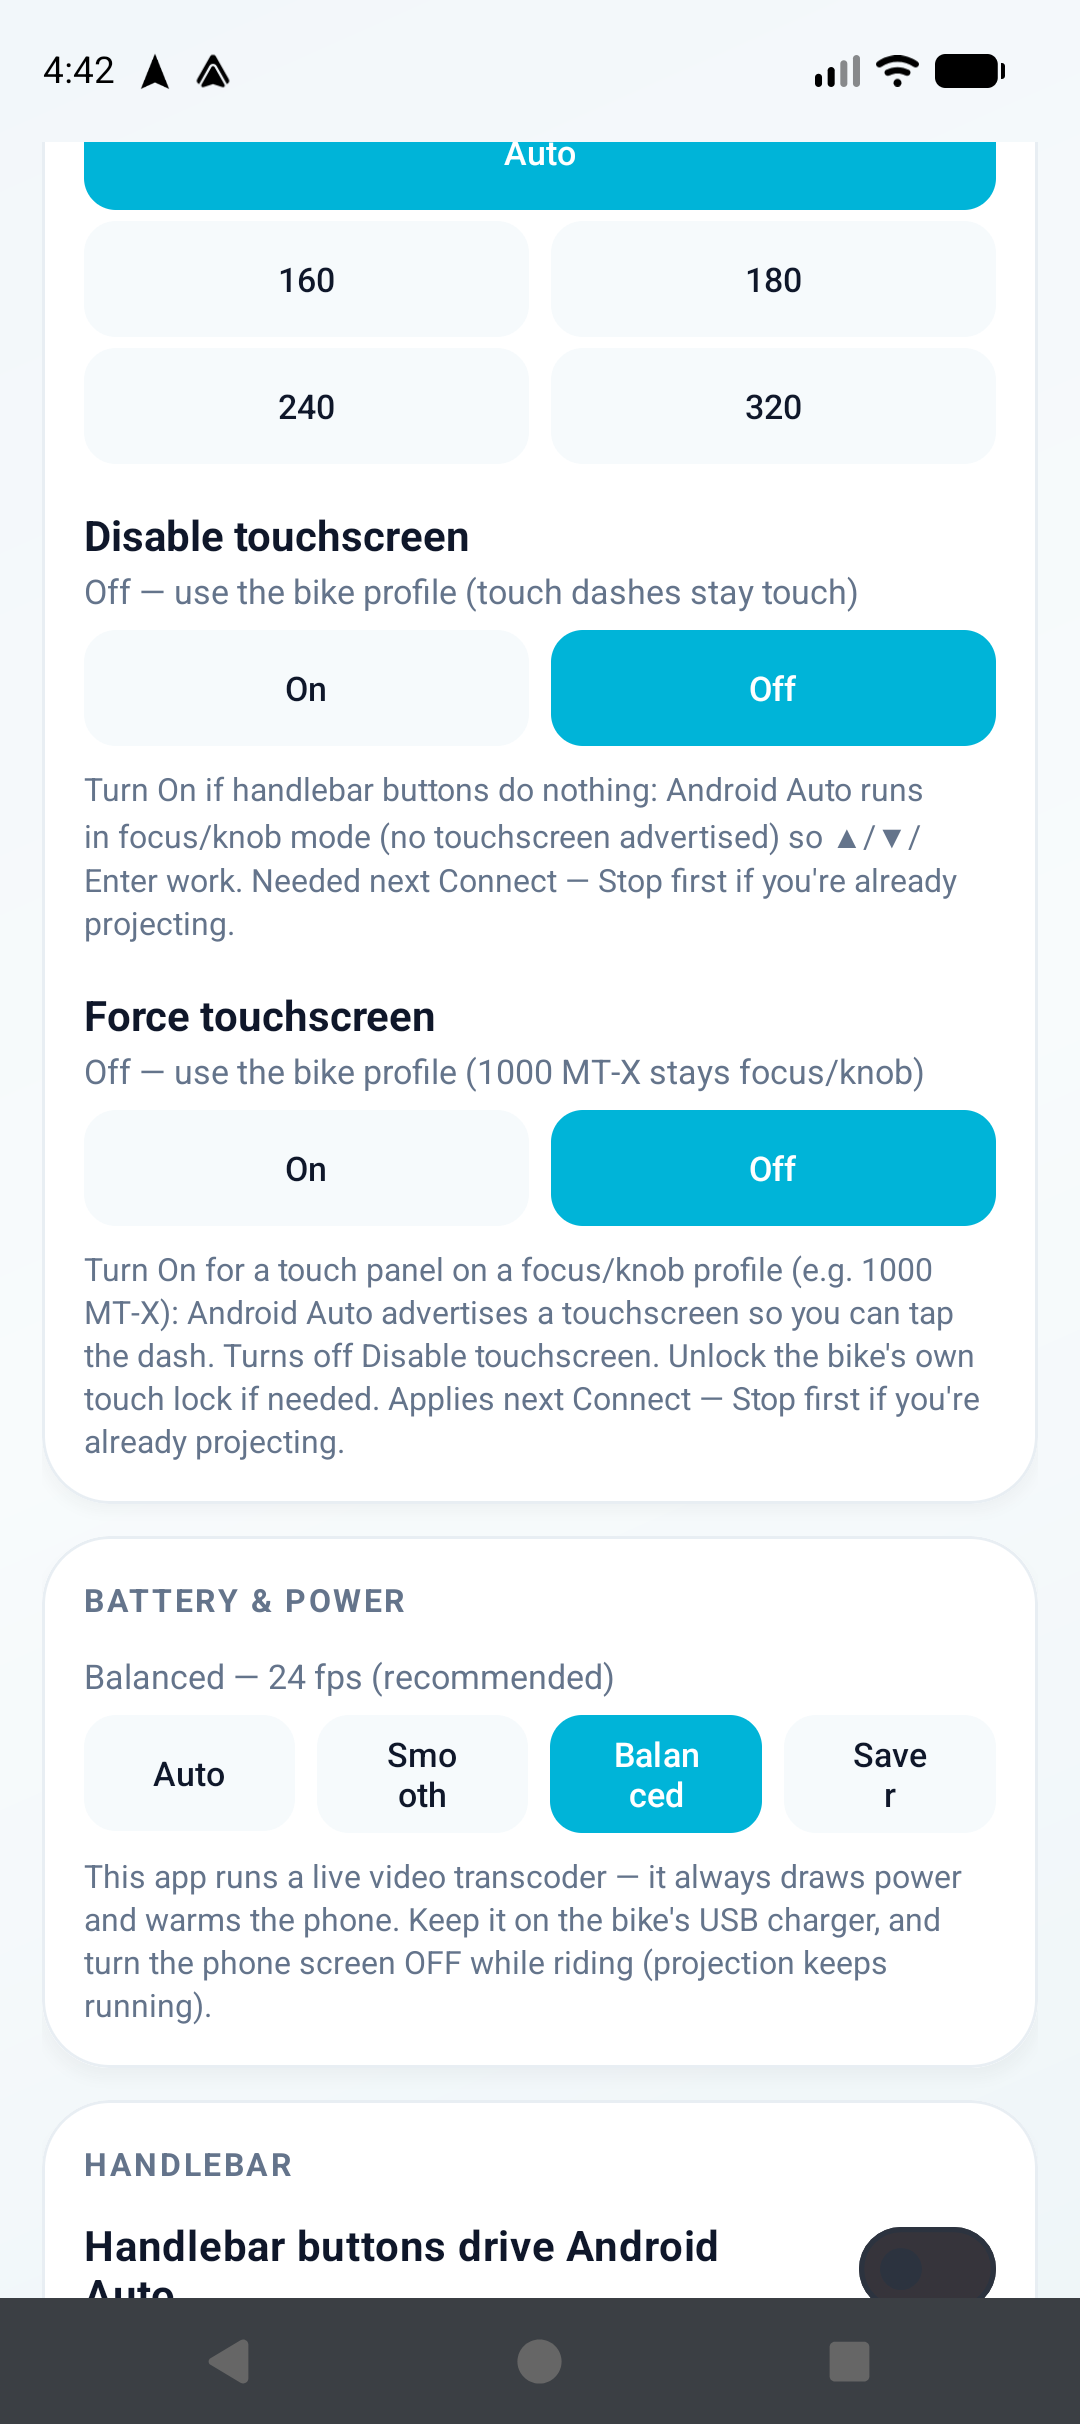 4:42
Auto
160 180
240 320
Disable touchscreen
Off — use the bike profile (touch dashes stay touch)
On Off
Turn On if handlebar buttons do nothing: Android Auto runs
in focus/knob mode (no touchscreen advertised) so ▲/▼/
Enter work. Needed next Connect — Stop first if you're already
projecting.
Force touchscreen
Off — use the bike profile (1000 MT-X stays focus/knob)
On Off
Turn On for a touch panel on a focus/knob profile (e.g. 1000
MT-X): Android Auto advertises a touchscreen so you can tap
the dash. Turns off Disable touchscreen. Unlock the bike's own
touch lock if needed. Applies next Connect — Stop first if you're
already projecting.
BATTERY & POWER
Balanced — 24 fps (recommended)
Auto
Smo
oth
Balan
ced
Save
r
This app runs a live video transcoder — it always draws power
and warms the phone. Keep it on the bike's USB charger, and
turn the phone screen OFF while riding (projection keeps
running).
HANDLEBAR
Handlebar buttons drive Android
Auto